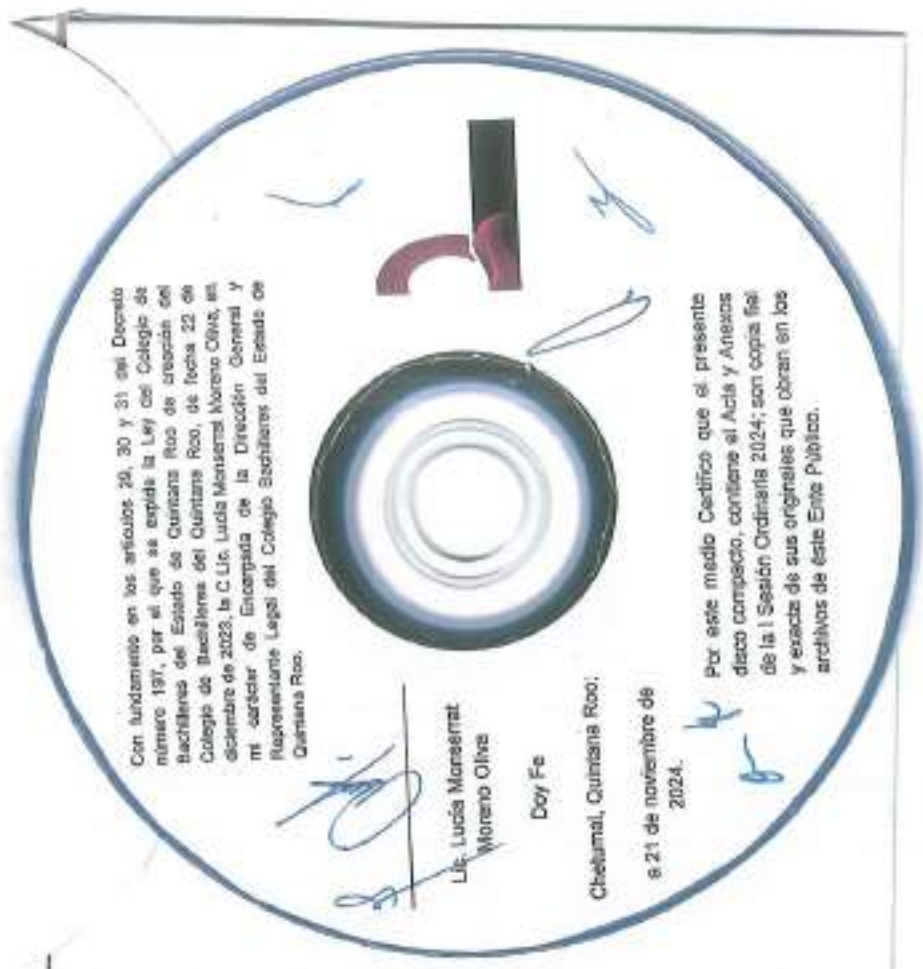 Con fundamento en los artículos 29, 30 y 31 del Decreto
número 197, por el que se expide la Ley del Colegio de
Bachilleres del Estado de Quintana Roo de creación del
Colegio de Bachilleres del Quintana Roo, de fecha 22 de
diciembre de 2023, la C Lic. Lucía Monserrat Moreno Oliva, en
mi carácter de Encargada de la Dirección General y
Representante Legal del Colegio Bachilleres del Estado de
Quintana Roo.
Lic. Lucía Monserrat
Moreno Oliva
Doy Fe
Chetumal, Quintana Roo;
a 21 de noviembre de
2024.
Por este medio Certifico que el presente
disco compacto, contiene el Acta y Anexos
de la I Sesión Ordinaria 2024; son copia fiel
y exacta de sus originales que obran en los
archivos de éste Ente Público.